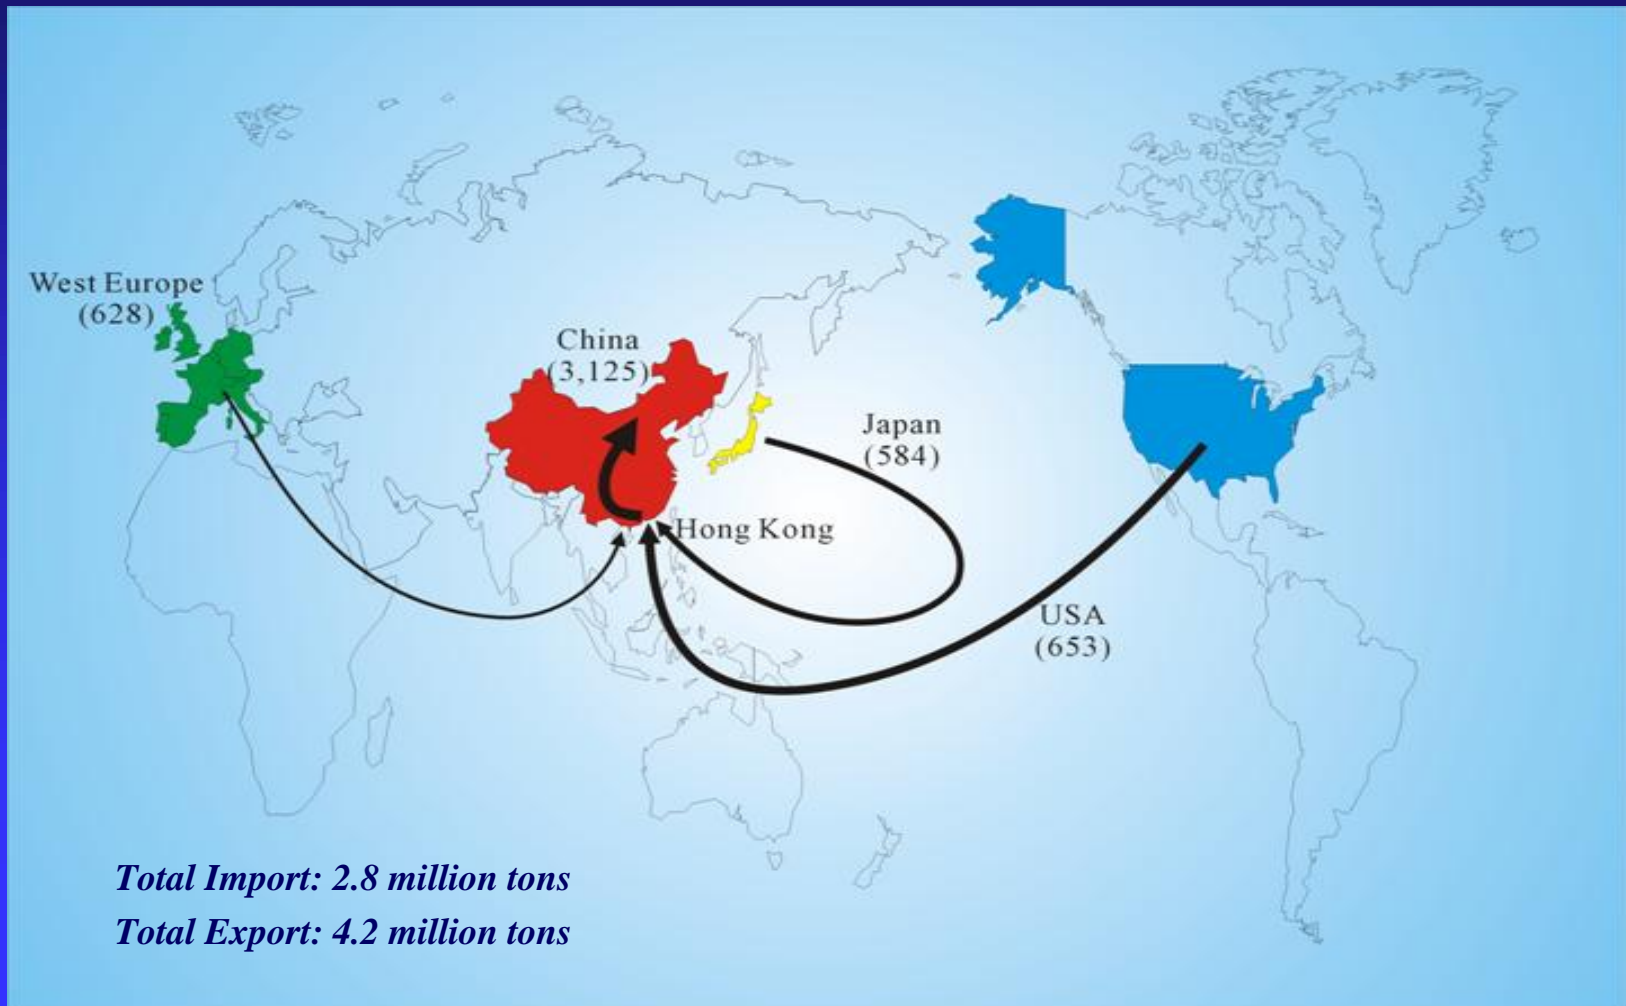 West Europe
(628)
China
(3,125)
Japan
(584)
Hong Kong
USA
(653)
Total Import: 2.8 million tons
Total Export: 4.2 million tons